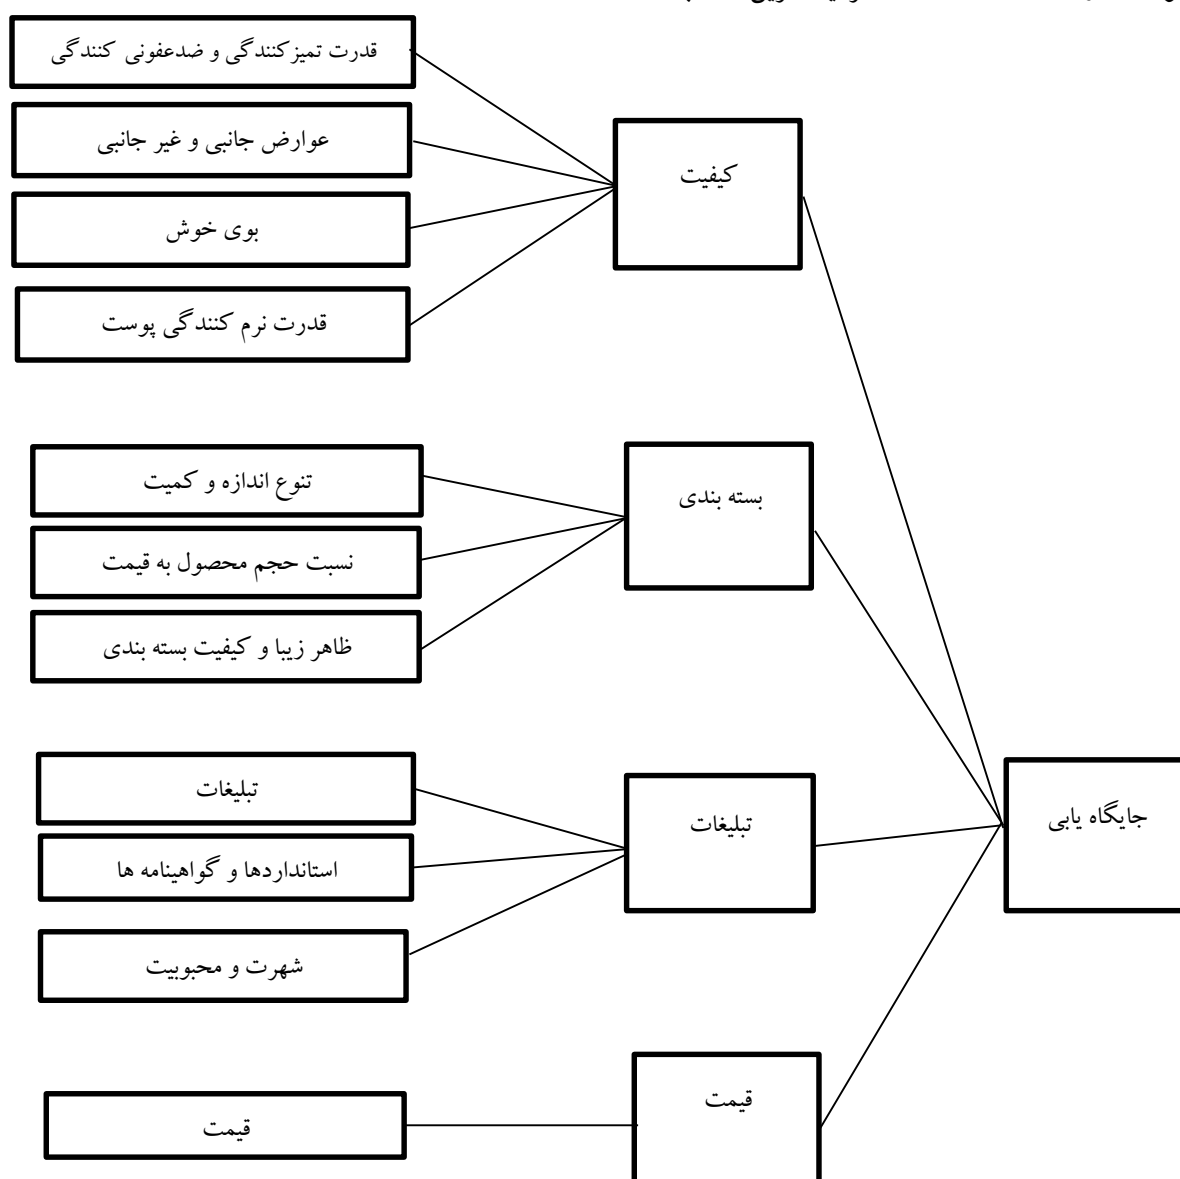 قدرت تمیزکنندگی و ضدعفونی کنندگی
عوارض جانبی و غیر جانبی
کیفیت
بوی خوش
قدرت نرم کنندگی پوست
تنوع اندازه و کمیت
بسته بندی
نسبت حجم محصول به قیمت
ظاهر زیبا و کیفیت بسته بندی
تبلیغات
تبلیغات
جایگاه یابی
استانداردها و گواهینامه ها
شهرت و محبوبیت
قیمت
قیمت